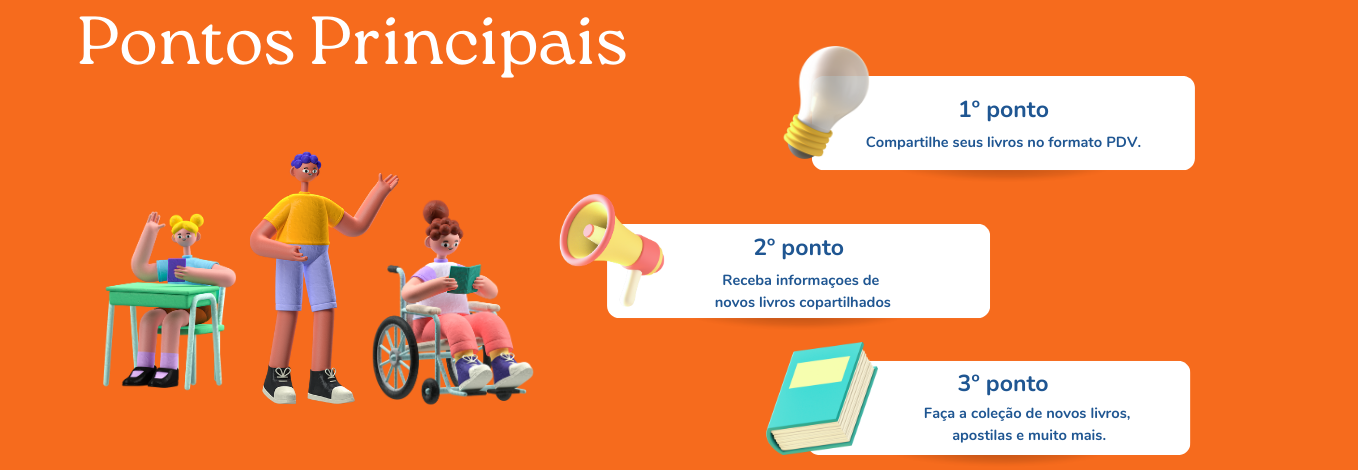 Pontos Principais
1º ponto
Compartilhe seus livros no formato PDV.
2º ponto
Receba informaçoes de
novos livros copartilhados
3º ponto
Faça a coleção de novos livros,
apostilas e muito mais.